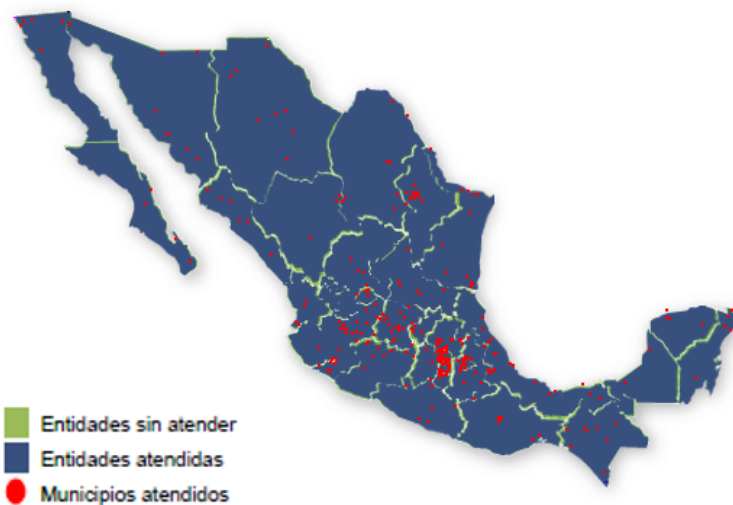 Entidades sin atender
Entidades atendidas
Municipios atendidos